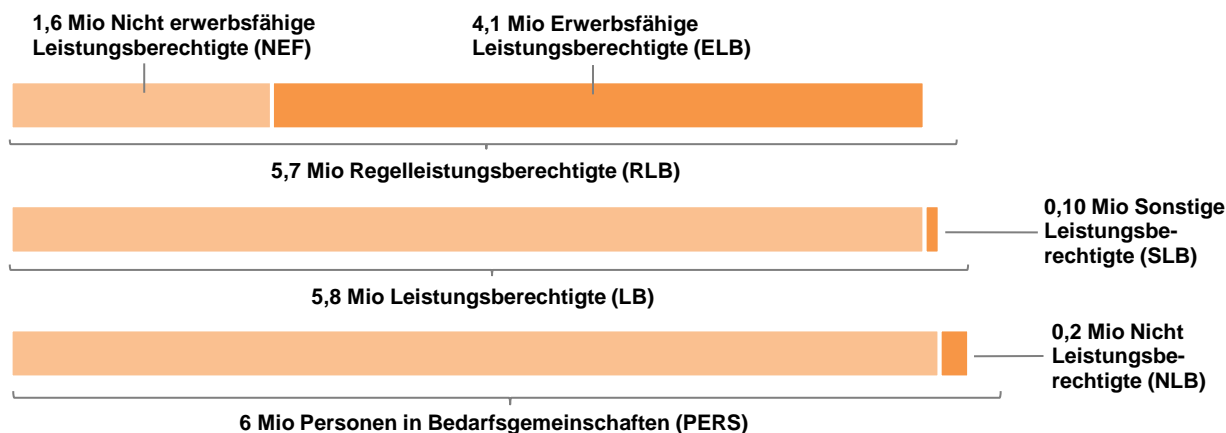 1,6 Mio Nicht erwerbsfähige
Leistungsberechtigte (NEF)
4,1 Mio Erwerbsfähige
Leistungsberechtigte (ELB)
5,7 Mio Regelleistungsberechtigte (RLB)
0,10 Mio Sonstige
Leistungsbe-
rechtigte (SLB)
5,8 Mio Leistungsberechtigte (LB)
0,2 Mio Nicht
Leistungsbe-
rechtigte (NLB)
6 Mio Personen in Bedarfsgemeinschaften (PERS)